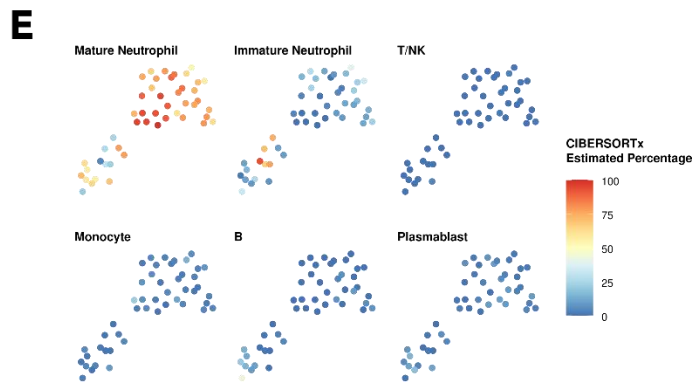 E
Mature Neutrophil
Immature Neutrophil
T/NK
CIBERSORTx
Estimated Percentage
100
75
50
25
0
Monocyte
B
Plasmablast